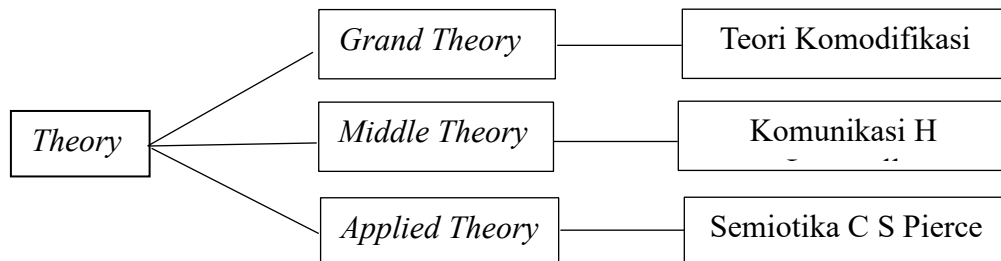 Grand Theory
Teori Komodifikasi
Theory
Middle Theory
Komunikasi H
Applied Theory
Semiotika C S Pierce